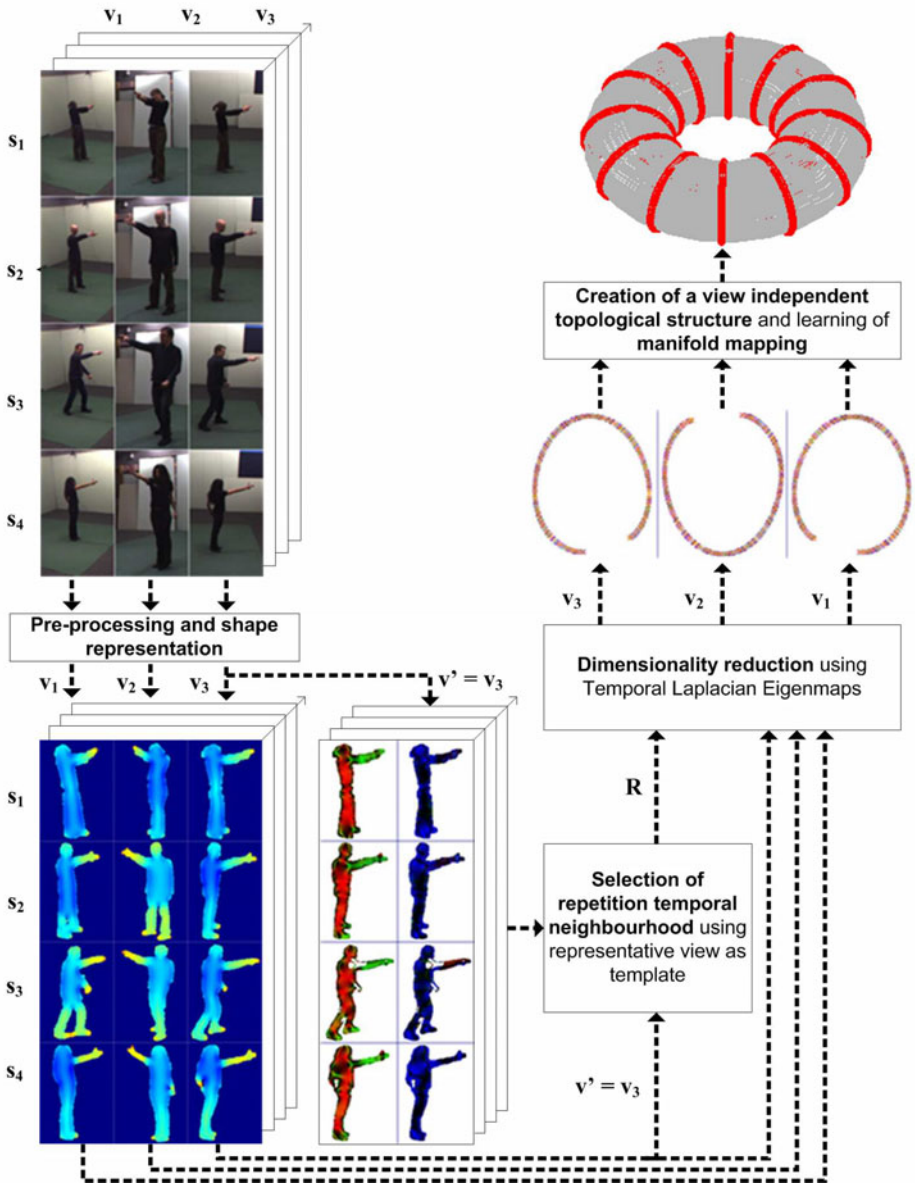 v₁ v₂ v₃
s₁
s₂
s₃
s₄
Pre-processing and shape
representation
v₁ v₂ v₃
v' = v₃
s₁
s₂
s₃
s₄
Creation of a view independent
topological structure and learning of
manifold mapping
v₃ v₂ v₁
Dimensionality reduction using
Temporal Laplacian Eigenmaps
R
Selection of
repetition temporal
neighbourhood using
representative view as
template
v' = v₃